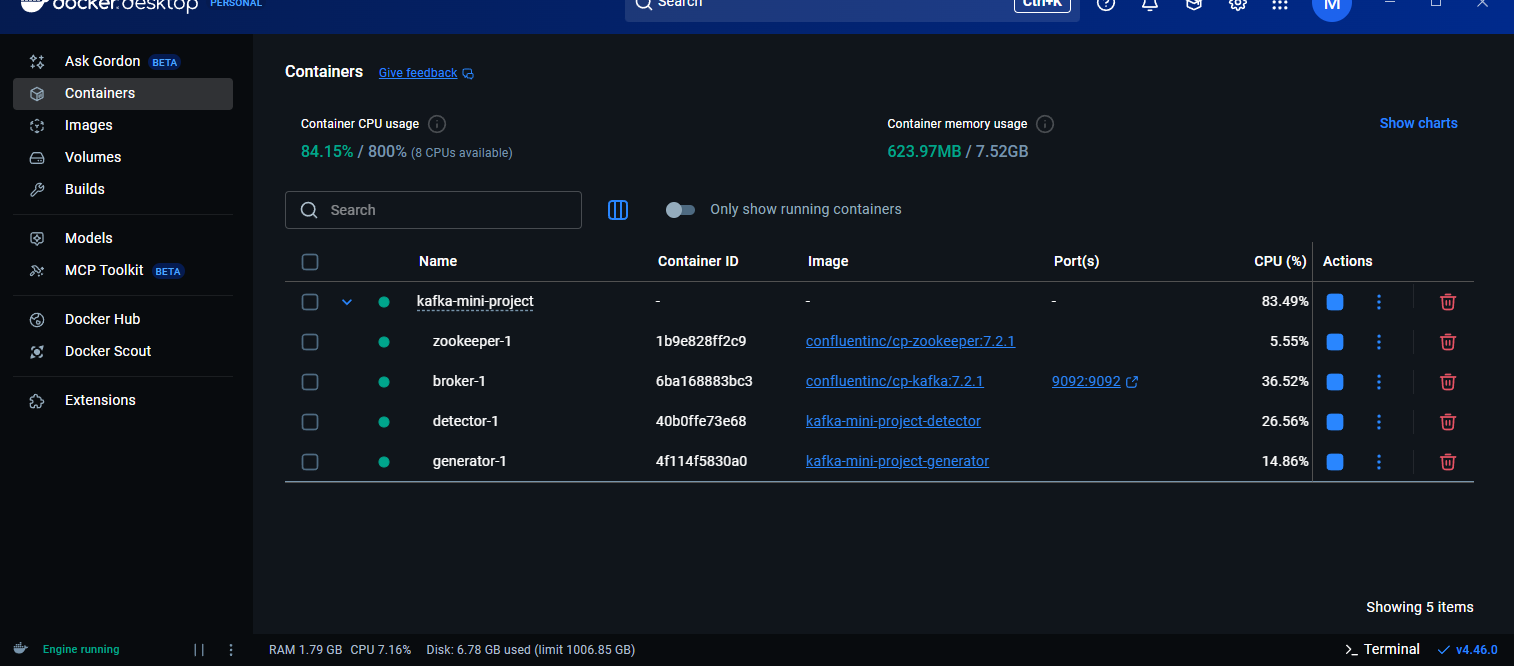 docker.desktop PERSONAL
Search Ctrl+K M
Ask Gordon BETA
Containers
Images
Volumes
Builds
Models
MCP Toolkit BETA
Docker Hub
Docker Scout
Extensions
Containers Give feedback
Container CPU usage
84.15% / 800% (8 CPUs available)
Container memory usage
623.97MB / 7.52GB
Show charts
Search
Only show running containers
Name Container ID Image Port(s) CPU (%) Actions
kafka-mini-project - - - 83.49%
zookeeper-1 1b9e828ff2c9 confluentinc/cp-zookeeper:7.2.1 5.55%
broker-1 6ba168883bc3 confluentinc/cp-kafka:7.2.1 9092:9092 36.52%
detector-1 40b0ffe73e68 kafka-mini-project-detector 26.56%
generator-1 4f114f5830a0 kafka-mini-project-generator 14.86%
Showing 5 items
Engine running
RAM 1.79 GB CPU 7.16% Disk: 6.78 GB used (limit 1006.85 GB)
Terminal v4.46.0